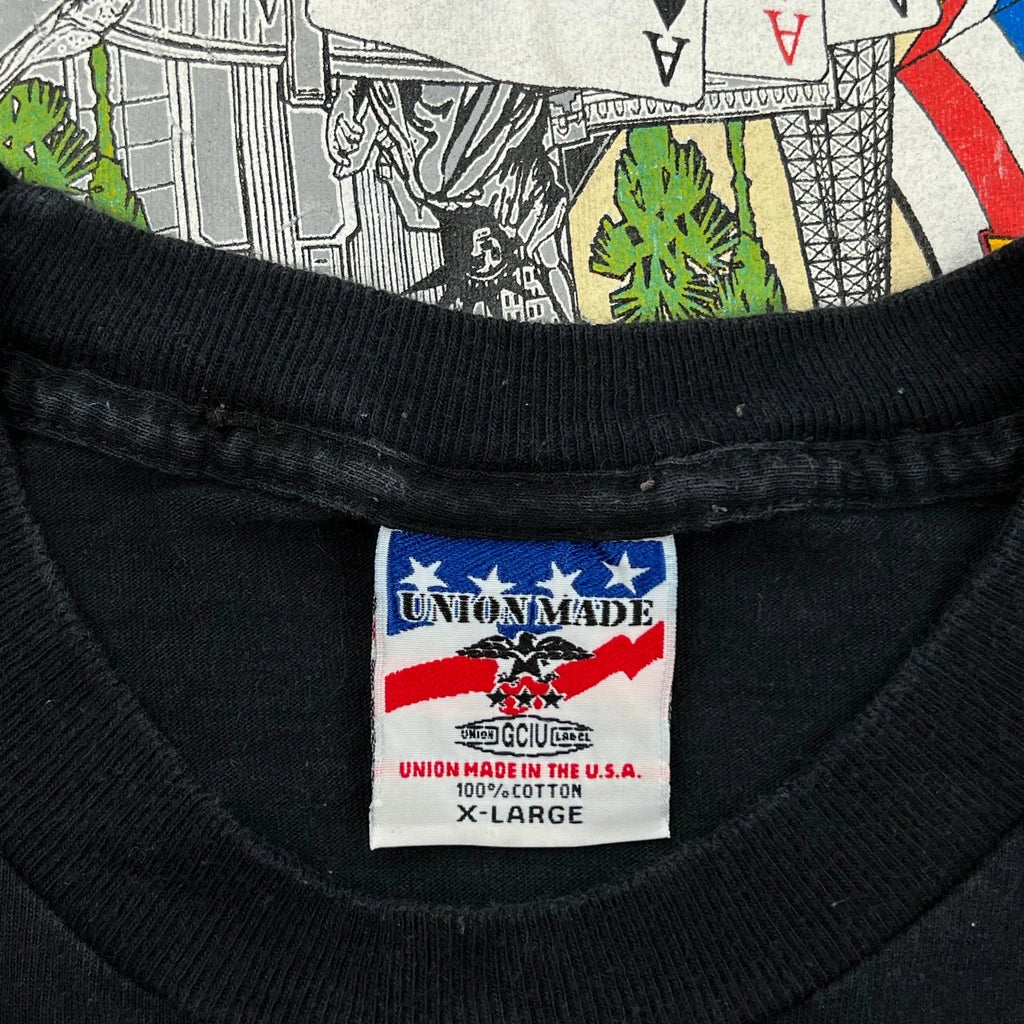 A
A
UNION MADE
UNION GCIU LABEL
UNION MADE IN THE U.S.A.
100% COTTON
X-LARGE